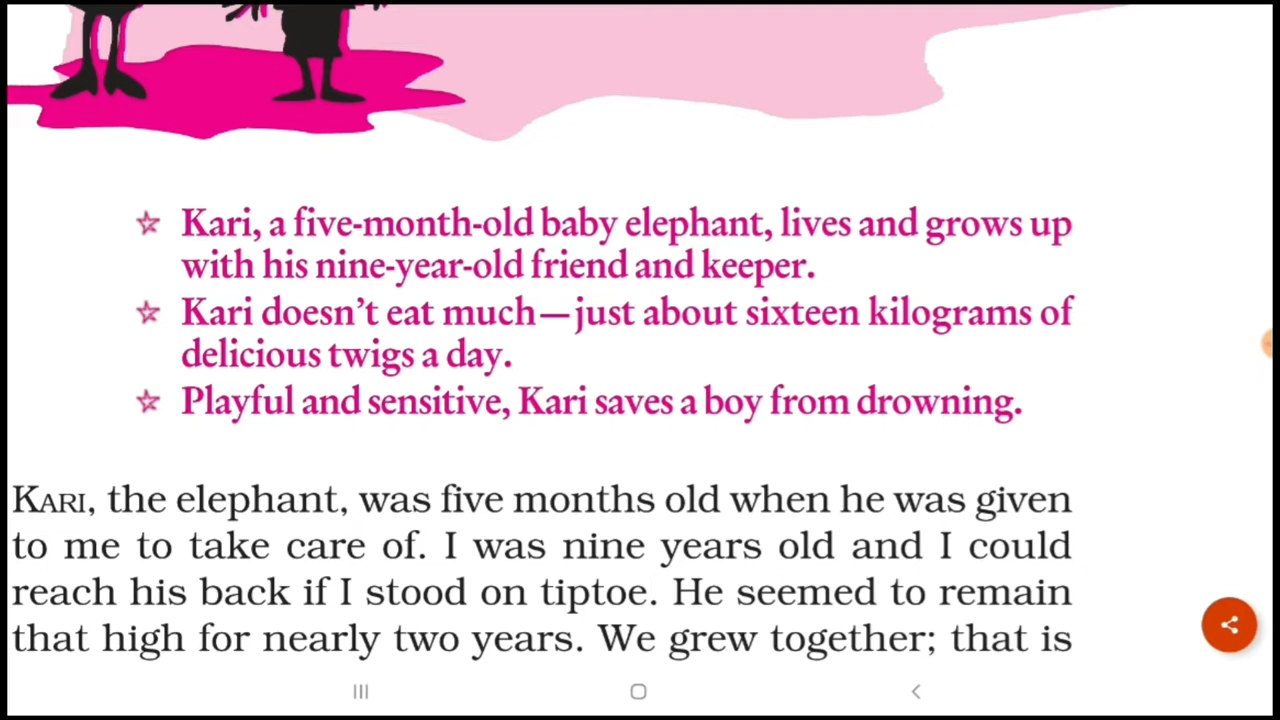 Kari, a five-month-old baby elephant, lives and grows up
with his nine-year-old friend and keeper.
Kari doesn't eat much—just about sixteen kilograms of
delicious twigs a day.
Playful and sensitive, Kari saves a boy from drowning.
KARI, the elephant, was five months old when he was given
to me to take care of. I was nine years old and I could
reach his back if I stood on tiptoe. He seemed to remain
that high for nearly two years. We grew together; that is